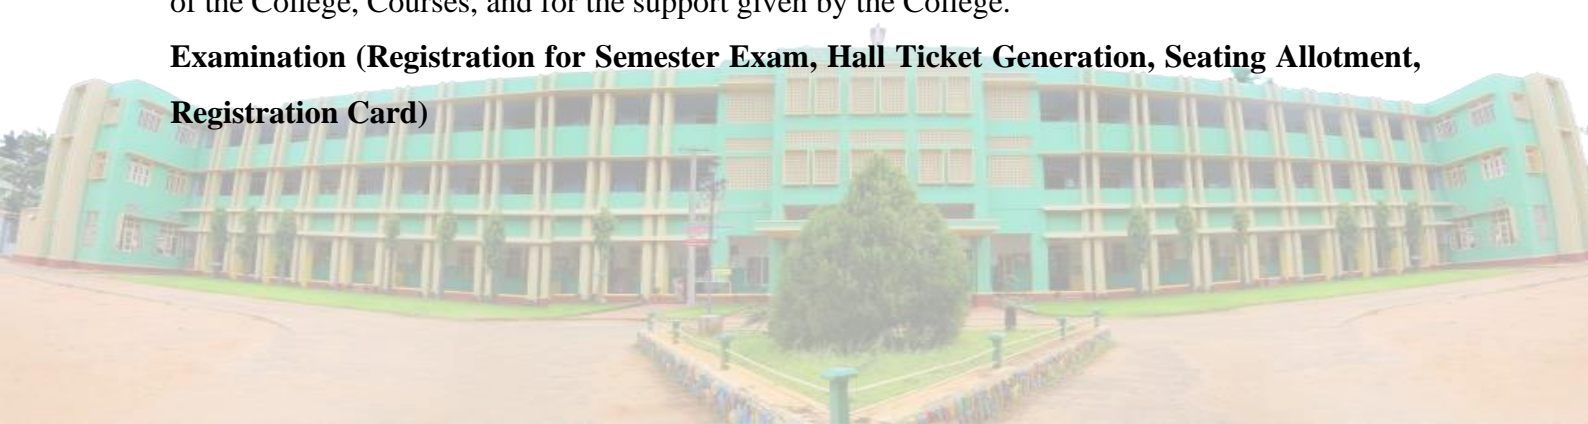 of the College, Courses, and for the support given by the College.
Examination (Registration for Semester Exam, Hall Ticket Generation, Seating Allotment,
Registration Card)